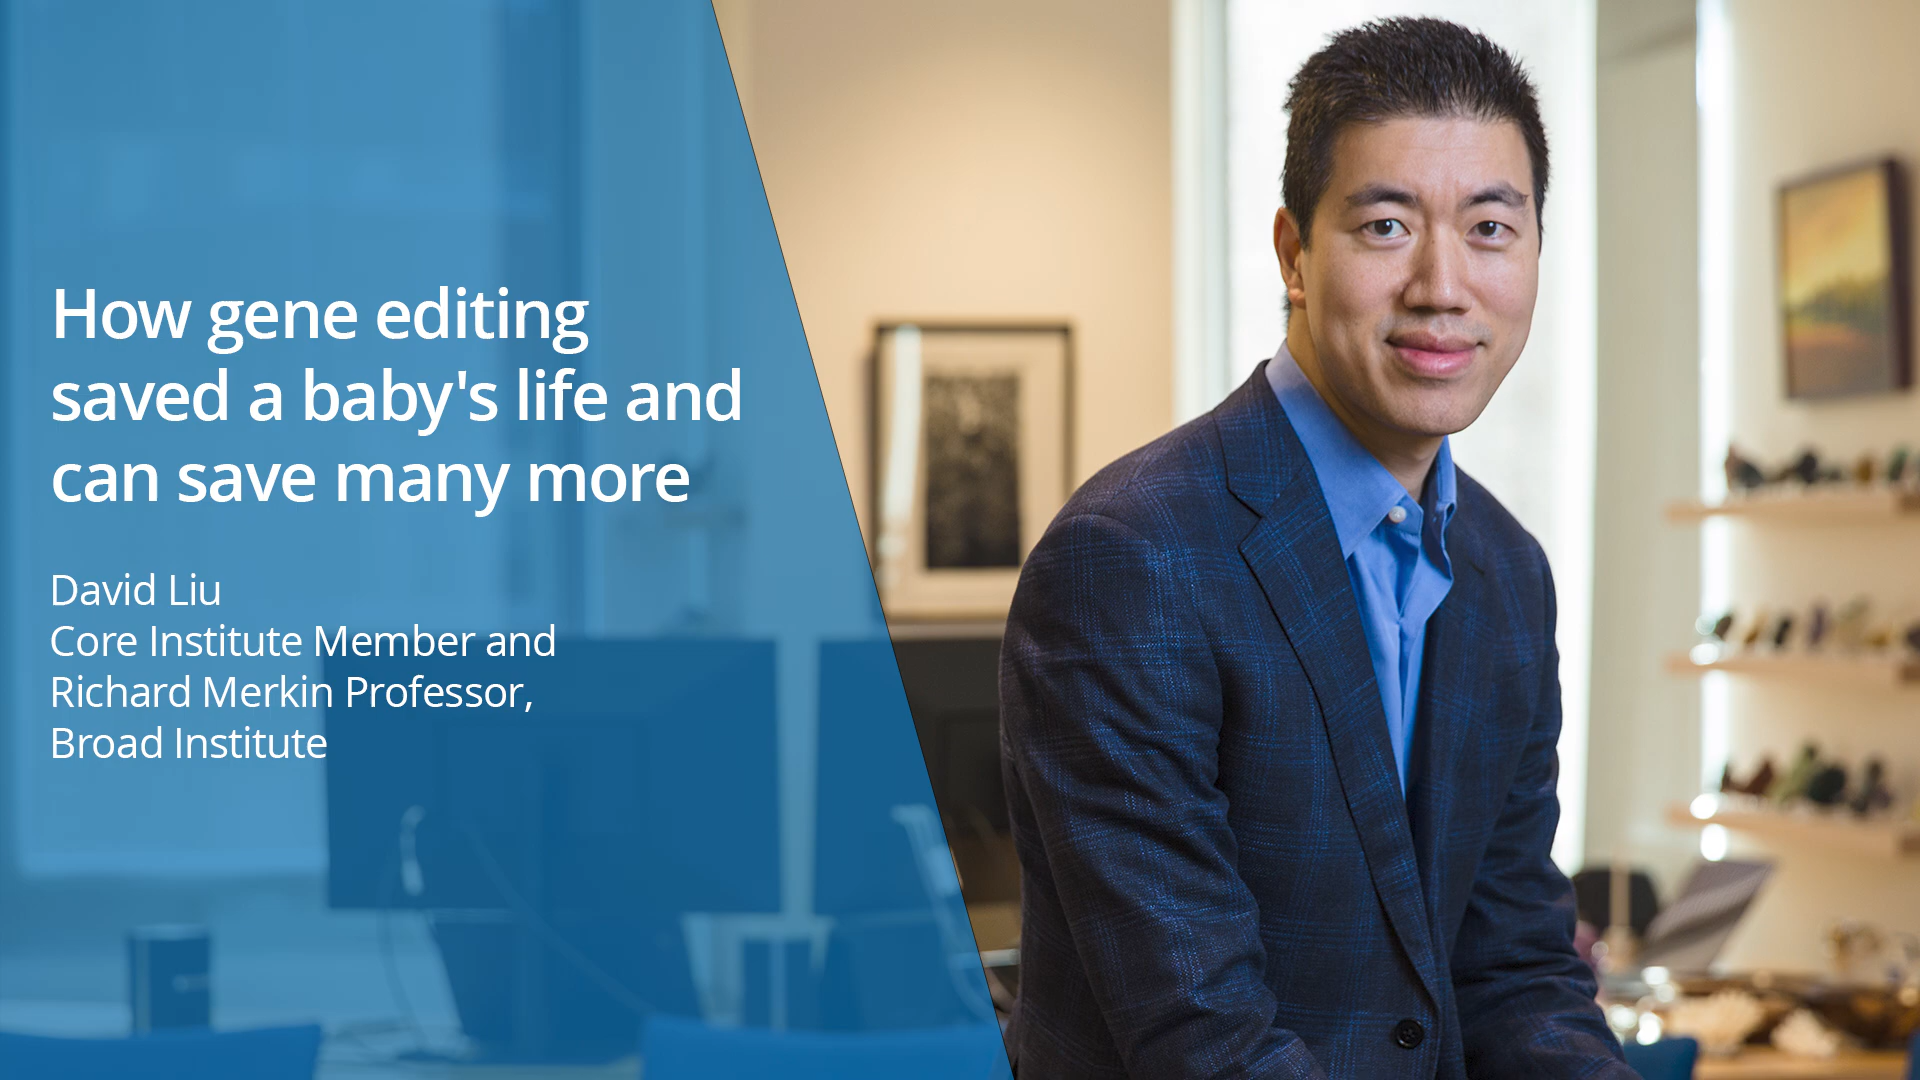 How gene editing
saved a baby's life and
can save many more
David Liu
Core Institute Member and
Richard Merkin Professor,
Broad Institute